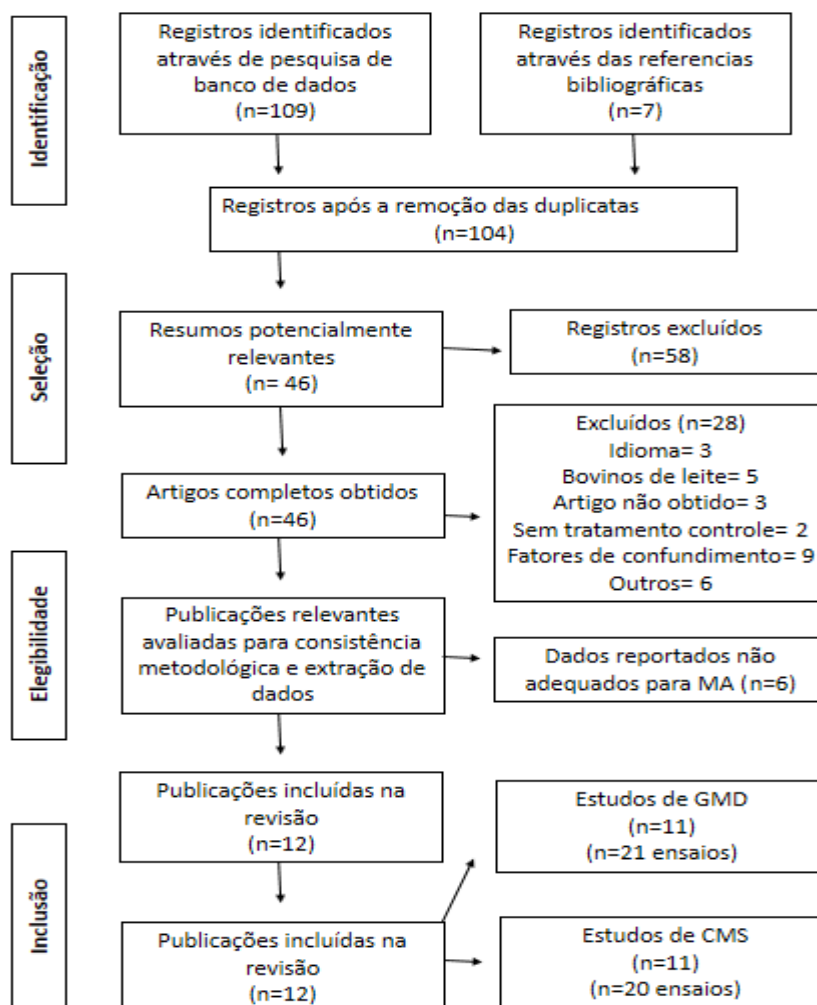 Identificação
Registros identificados
através de pesquisa de
banco de dados
(n=109)
Registros identificados
através das referencias
bibliográficas
(n=7)
Registros após a remoção das duplicatas
(n=104)
Seleção
Resumos potencialmente
relevantes
(n= 46)
Registros excluídos
(n=58)
Artigos completos obtidos
(n=46)
Excluídos (n=28)
Idioma= 3
Bovinos de leite= 5
Artigo não obtido= 3
Sem tratamento controle= 2
Fatores de confundimento= 9
Outros= 6
Elegibilidade
Publicações relevantes
avaliadas para consistência
metodológica e extração de
dados
Dados reportados não
adequados para MA (n=6)
Inclusão
Publicações incluídas na
revisão
(n=12)
Estudos de GMD
(n=11)
(n=21 ensaios)
Publicações incluídas na
revisão
(n=12)
Estudos de CMS
(n=11)
(n=20 ensaios)